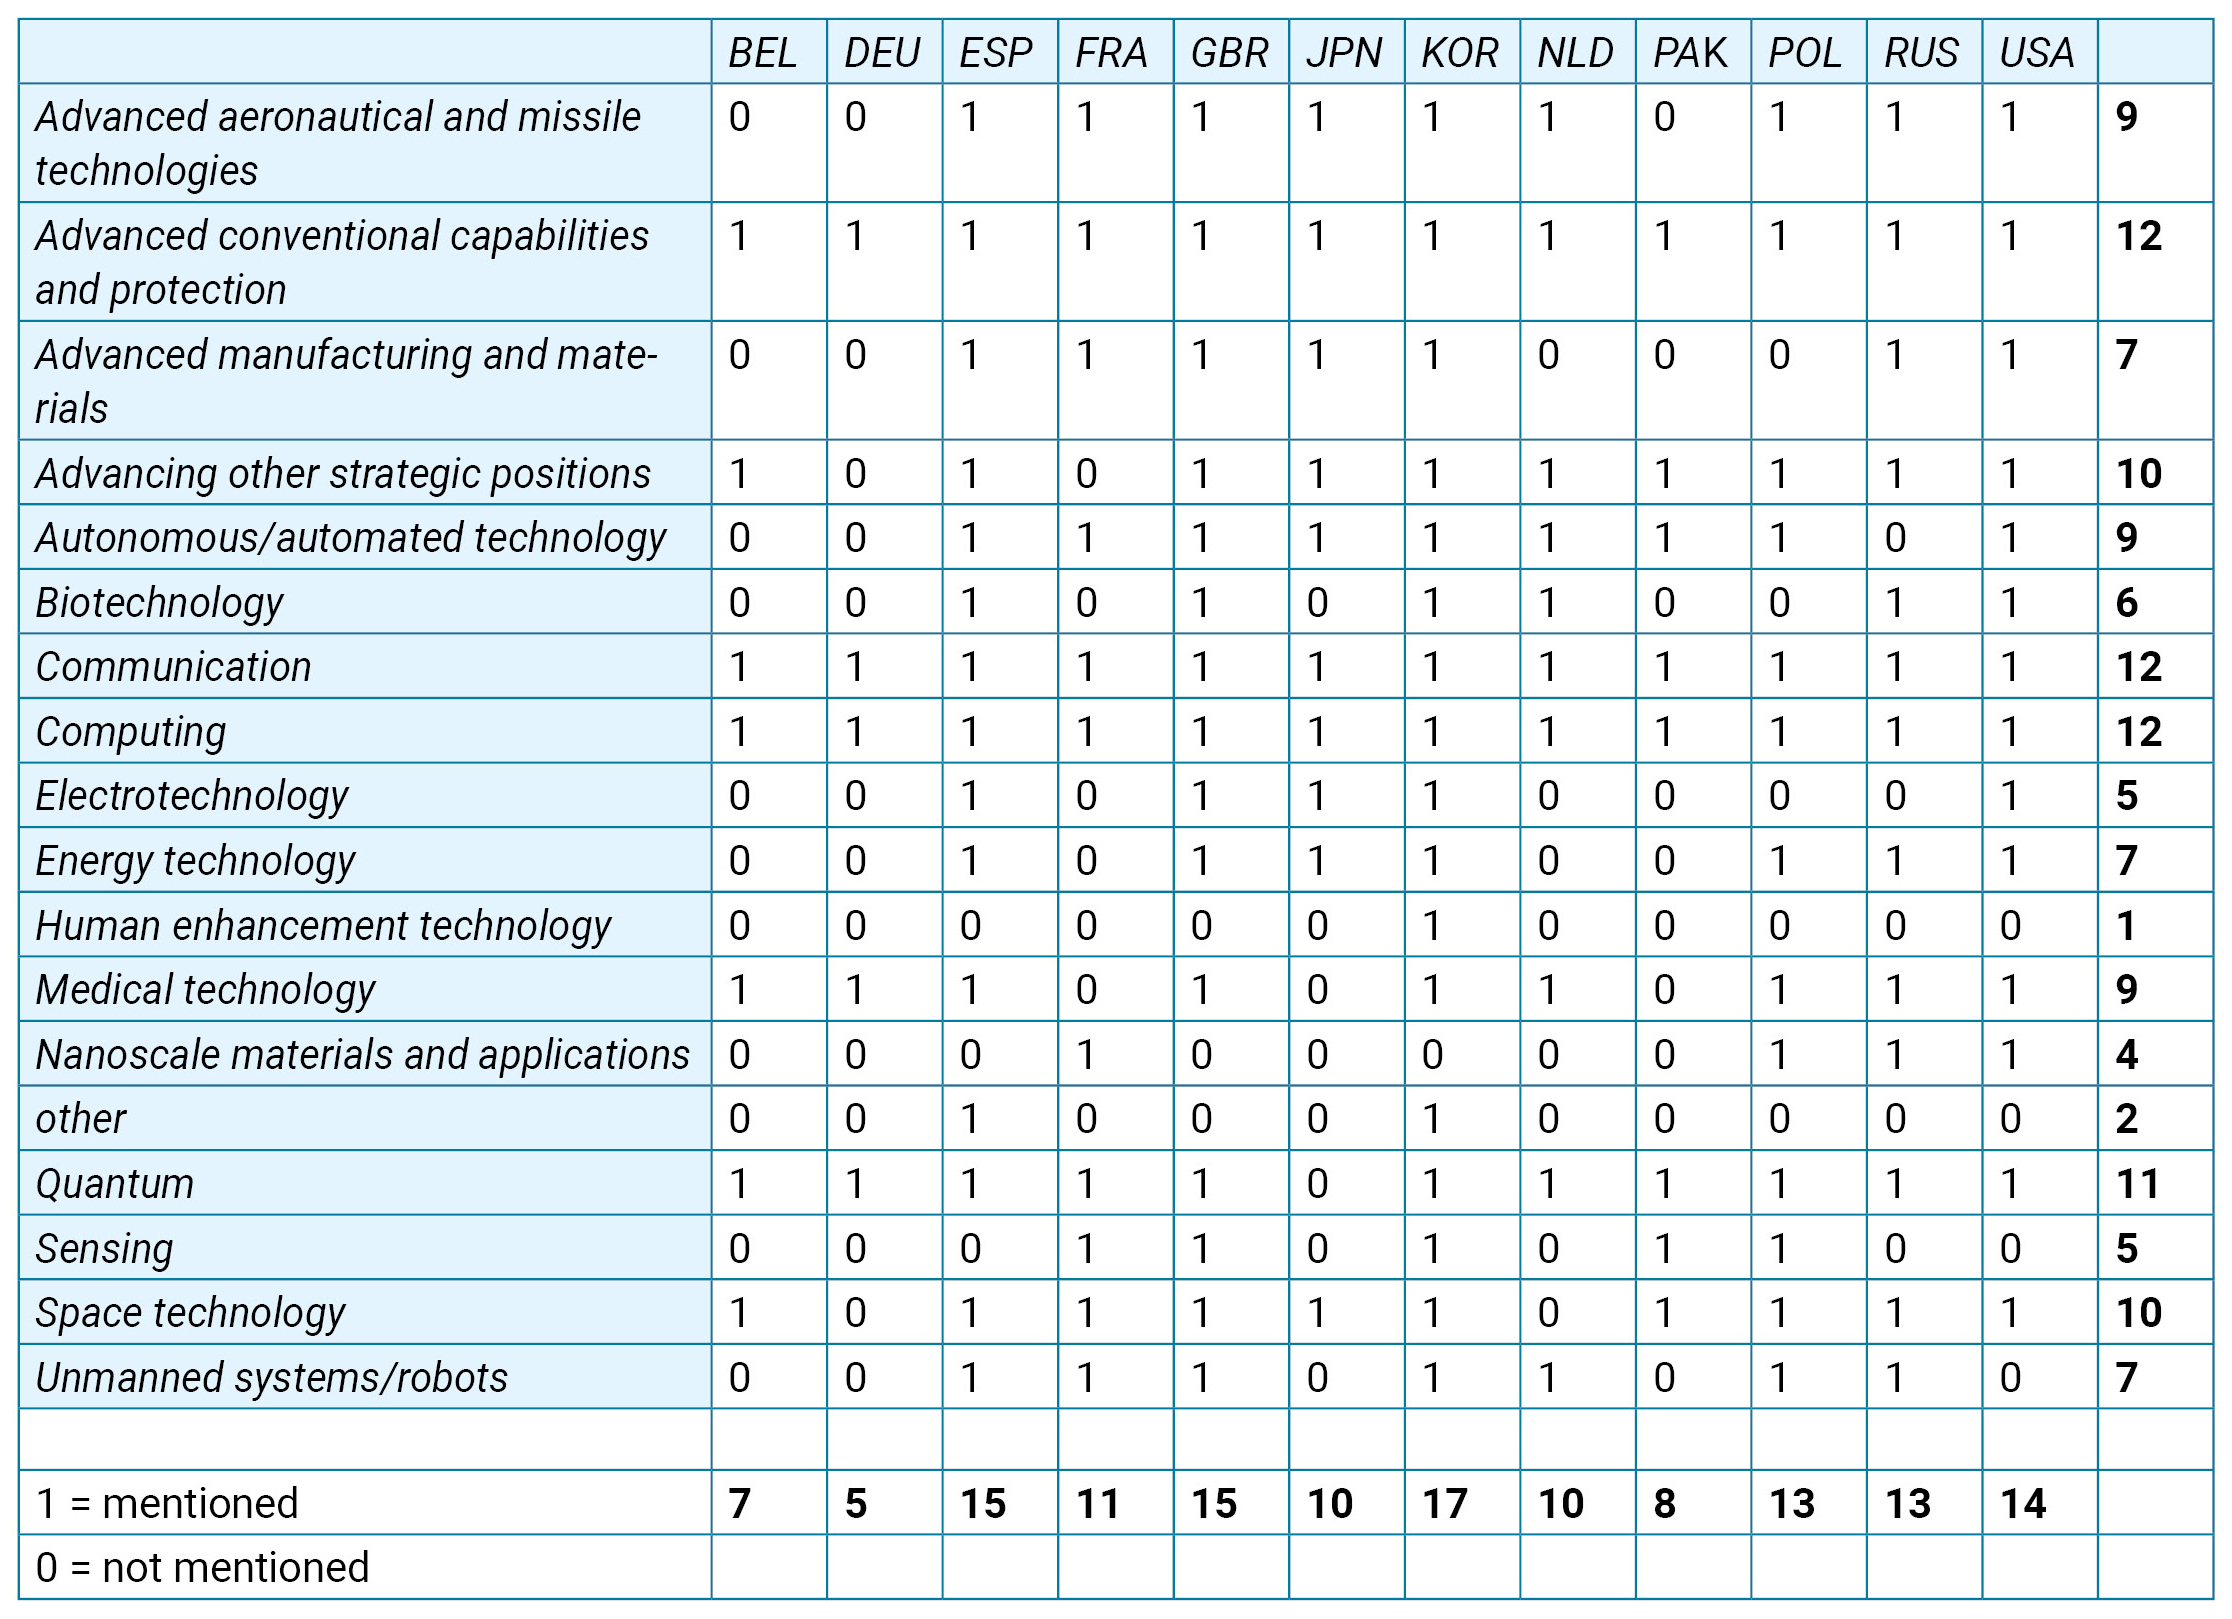 BEL DEU ESP FRA GBR JPN KOR NLD PAK POL RUS USA
Advanced aeronautical and missile 0 0 1 1 1 1 1 1 0 1 1 1 9
technologies
Advanced conventional capabilities 1 1 1 1 1 1 1 1 1 1 1 1 12
and protection
Advanced manufacturing and mate- 0 0 1 1 1 1 1 0 0 0 1 1 7
rials
Advancing other strategic positions 1 0 1 0 1 1 1 1 1 1 1 1 10
Autonomous/automated technology 0 0 1 1 1 1 1 1 1 1 0 1 9
Biotechnology 0 0 1 0 1 0 1 1 0 0 1 1 6
Communication 1 1 1 1 1 1 1 1 1 1 1 1 12
Computing 1 1 1 1 1 1 1 1 1 1 1 1 12
Electrotechnology 0 0 1 0 1 1 1 0 0 0 0 1 5
Energy technology 0 0 1 0 1 1 1 0 0 1 1 1 7
Human enhancement technology 0 0 0 0 0 0 1 0 0 0 0 0 1
Medical technology 1 1 1 0 1 0 1 1 0 1 1 1 9
Nanoscale materials and applications 0 0 0 1 0 0 0 0 0 1 1 1 4
other 0 0 1 0 0 0 1 0 0 0 0 0 2
Quantum 1 1 1 1 1 0 1 1 1 1 1 1 11
Sensing 0 0 0 1 1 0 1 0 1 1 0 0 5
Space technology 1 0 1 1 1 1 1 0 1 1 1 1 10
Unmanned systems/robots 0 0 1 1 1 0 1 1 0 1 1 0 7
1 = mentioned 7 5 15 11 15 10 17 10 8 13 13 14
0 = not mentioned